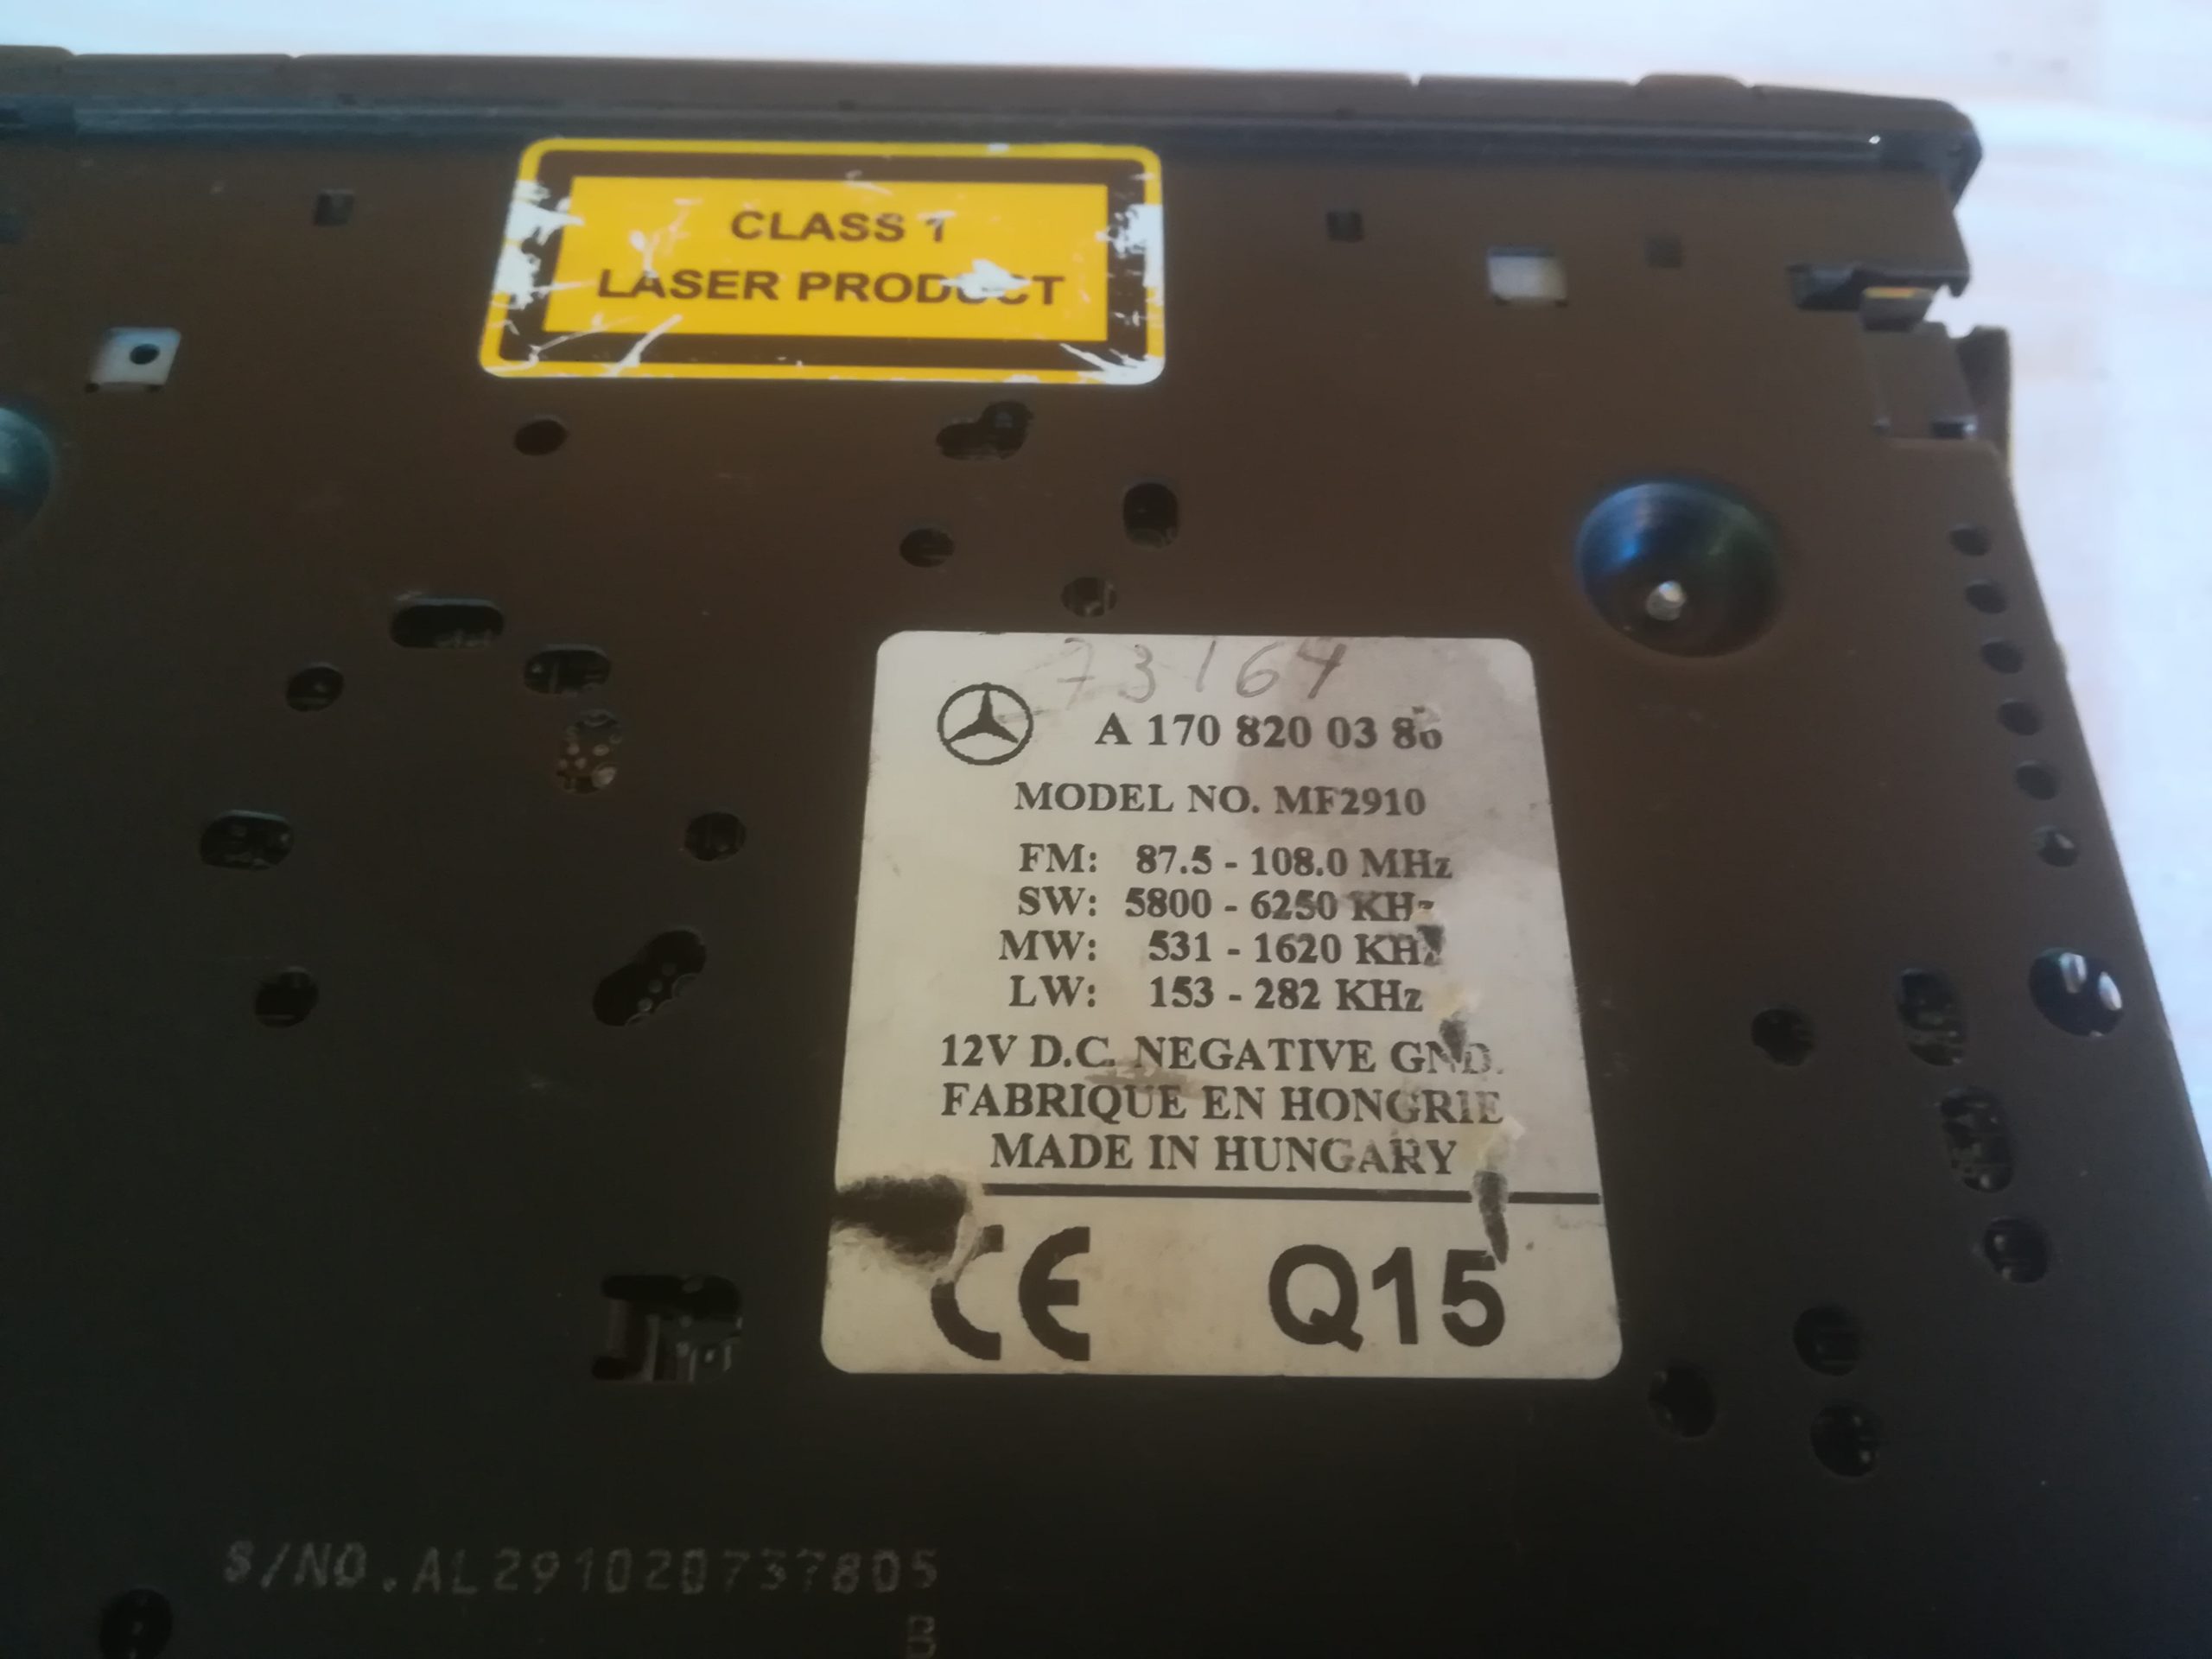 CLASS 1
LASER PRODUCT
73164
A 170 820 03 86
MODEL NO. MF2910
FM: 87.5 - 108.0 MHz
SW: 5800 - 6250 KHz
MW: 531 - 1620 KHz
LW: 153 - 282 KHz
12V D.C. NEGATIVE GND.
FABRIQUE EN HONGRIE
MADE IN HUNGARY
CE Q15
S/NO.AL291020737805
B